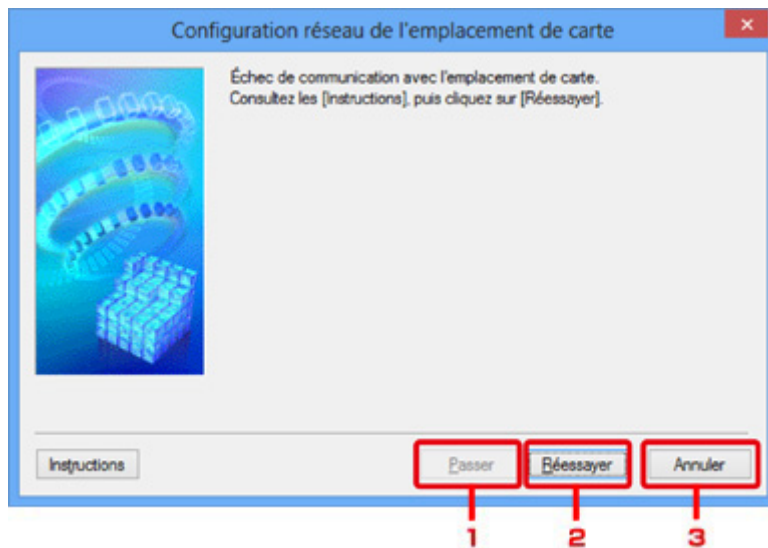 Configuration réseau de l'emplacement de carte
Échec de communication avec l'emplacement de carte.
Consultez les [Instructions], puis cliquez sur [Réessayer].
Instructions
Passer
Réessayer
Annuler
1
2
3